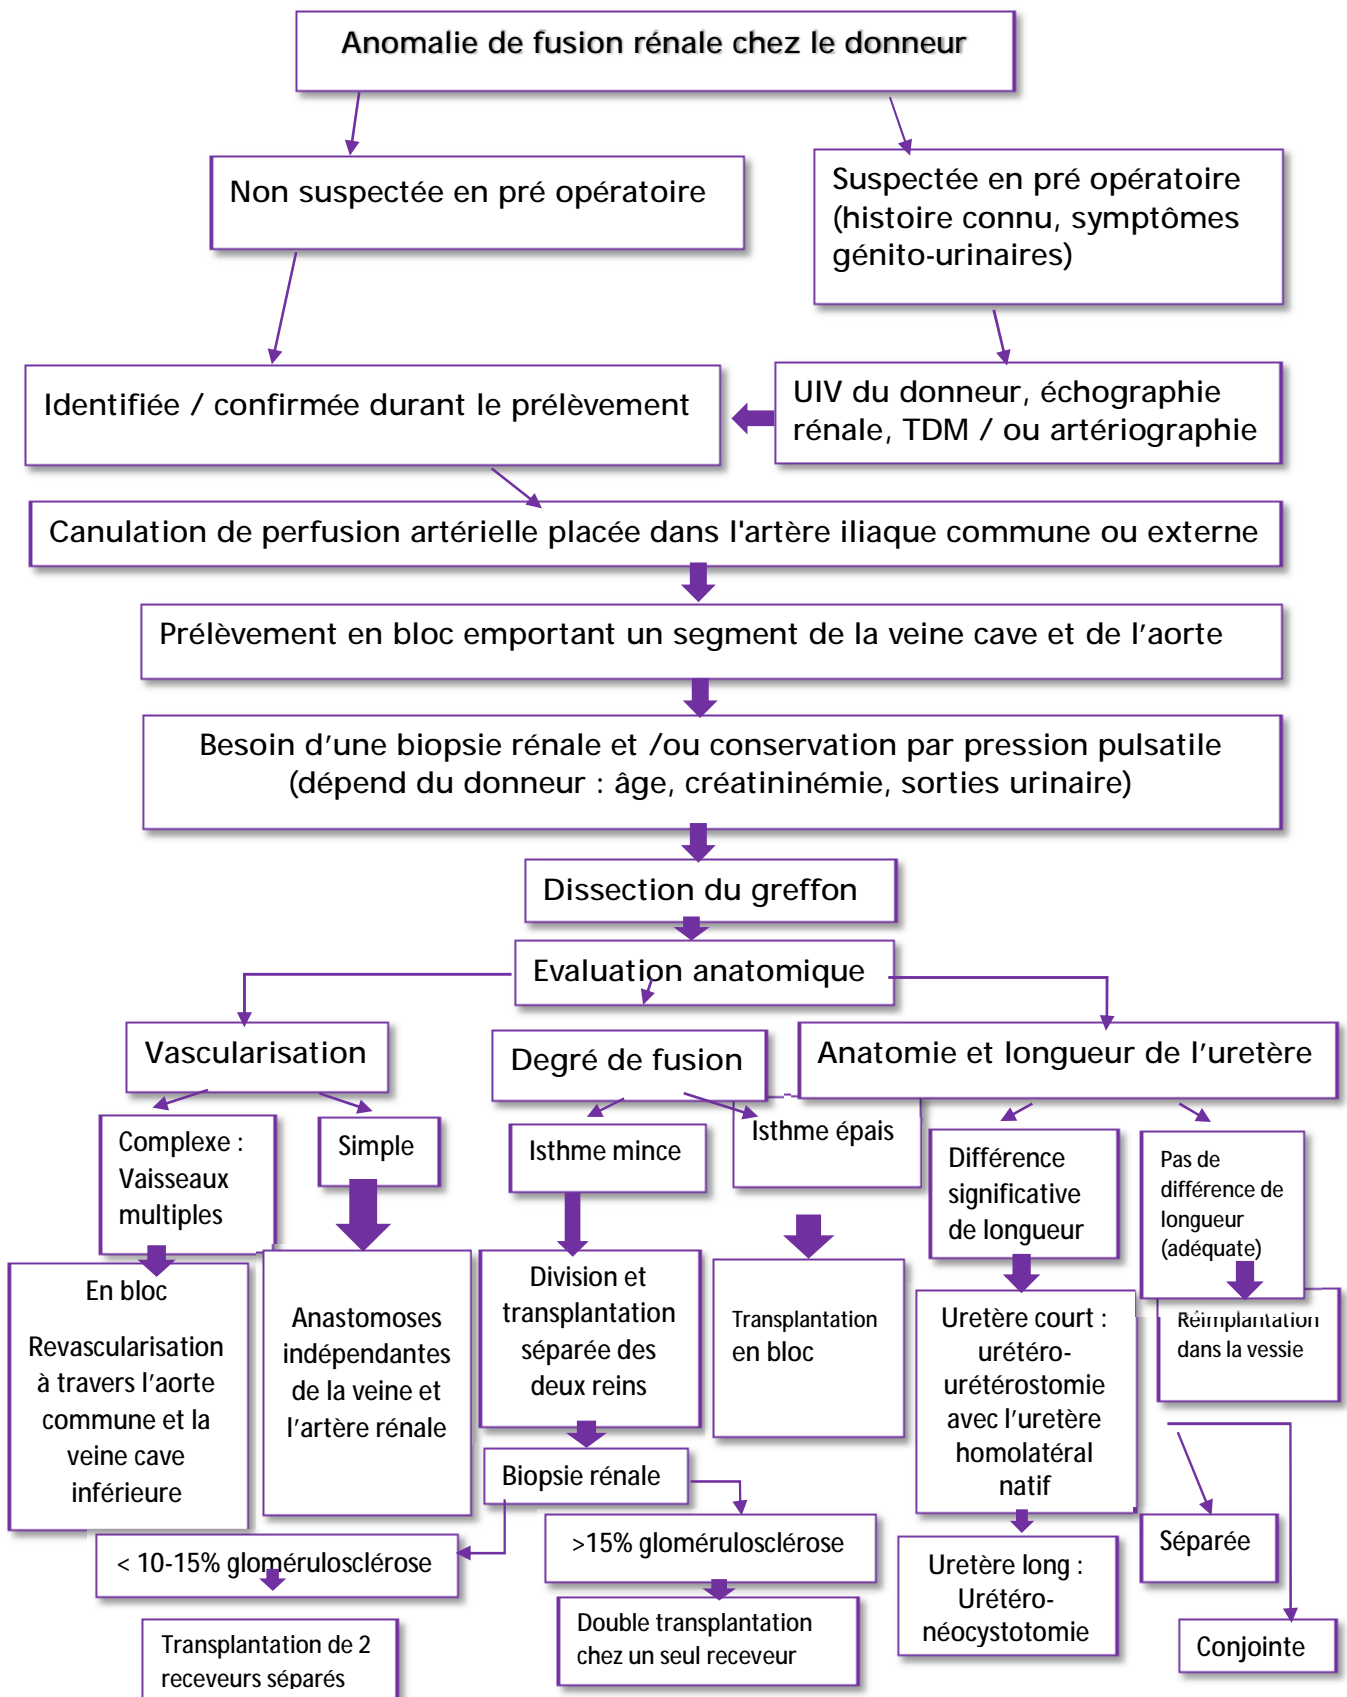 Anomalie de fusion rénale chez le donneur
Non suspectée en pré opératoire
Suspectée en pré opératoire
(histoire connu, symptômes
génito-urinaires)
Identifiée / confirmée durant le prélèvement
UIV du donneur, échographie
rénale, TDM / ou artériographie
Canulation de perfusion artérielle placée dans l'artère iliaque commune ou externe
Prélèvement en bloc emportant un segment de la veine cave et de l’aorte
Besoin d’une biopsie rénale et /ou conservation par pression pulsatile
(dépend du donneur : âge, créatininémie, sorties urinaire)
Dissection du greffon
Evaluation anatomique
Vascularisation
Degré de fusion
Anatomie et longueur de l’uretère
Complexe :
Vaisseaux
multiples
Simple
Isthme mince
Isthme épais
Différence
significative
de longueur
Pas de
différence de
longueur
(adéquate)
En bloc
Revascularisation
à travers l’aorte
commune et la
veine cave
inférieure
Anastomoses
indépendantes
de la veine et
l’artère rénale
Division et
transplantation
séparée des
deux reins
Transplantation
en bloc
Uretère court :
urétéro-
urétérostomie
avec l’uretère
homolatéral
natif
Réimplantation
dans la vessie
Biopsie rénale
< 10-15% glomérulosclérose
>15% glomérulosclérose
Uretère long :
Urétéro-
néocystotomie
Séparée
Conjointe
Transplantation de 2
receveurs séparés
Double transplantation
chez un seul receveur